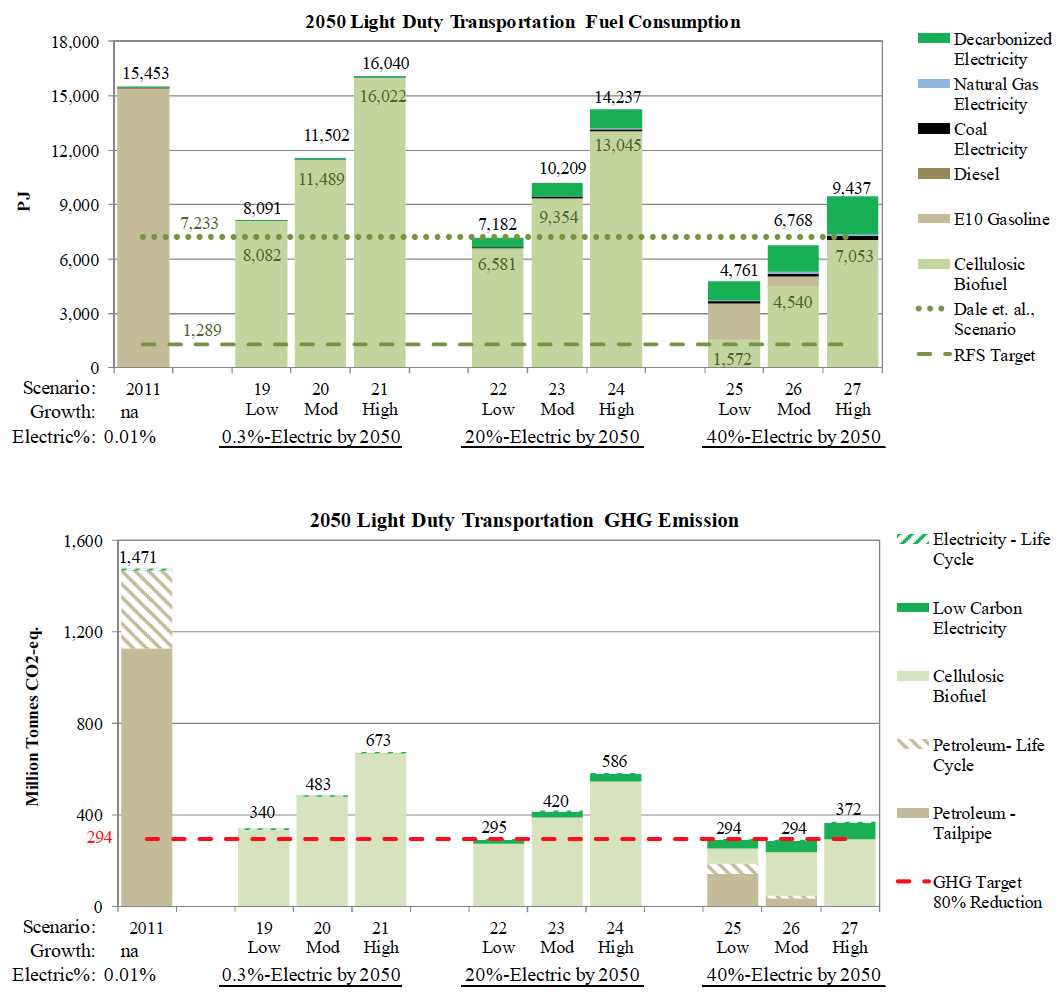 2050 Light Duty Transportation Fuel Consumption
18,000
15,000
12,000
9,000
6,000
3,000
0
PJ
15,453
7,233
1,289
8,091
8,082
11,502
11,489
16,040
16,022
7,182
6,581
10,209
9,354
14,237
13,045
4,761
1,572
6,768
4,540
9,437
7,053
Decarbonized
Electricity
Natural Gas
Electricity
Coal
Electricity
Diesel
E10 Gasoline
Cellulosic
Biofuel
Dale et. al.,
Scenario
RFS Target
Scenario: 2011 19 20 21 22 23 24 25 26 27
Growth: na Low Mod High Low Mod High Low Mod High
Electric%: 0.01% 0.3%-Electric by 2050 20%-Electric by 2050 40%-Electric by 2050
2050 Light Duty Transportation GHG Emission
1,600
1,200
800
400
294
0
Million Tonnes CO2-eq.
1,471
340
483
673
295
420
586
294
294
372
Electricity - Life
Cycle
Low Carbon
Electricity
Cellulosic
Biofuel
Petroleum- Life
Cycle
Petroleum -
Tailpipe
GHG Target
80% Reduction
Scenario: 2011 19 20 21 22 23 24 25 26 27
Growth: na Low Mod High Low Mod High Low Mod High
Electric%: 0.01% 0.3%-Electric by 2050 20%-Electric by 2050 40%-Electric by 2050